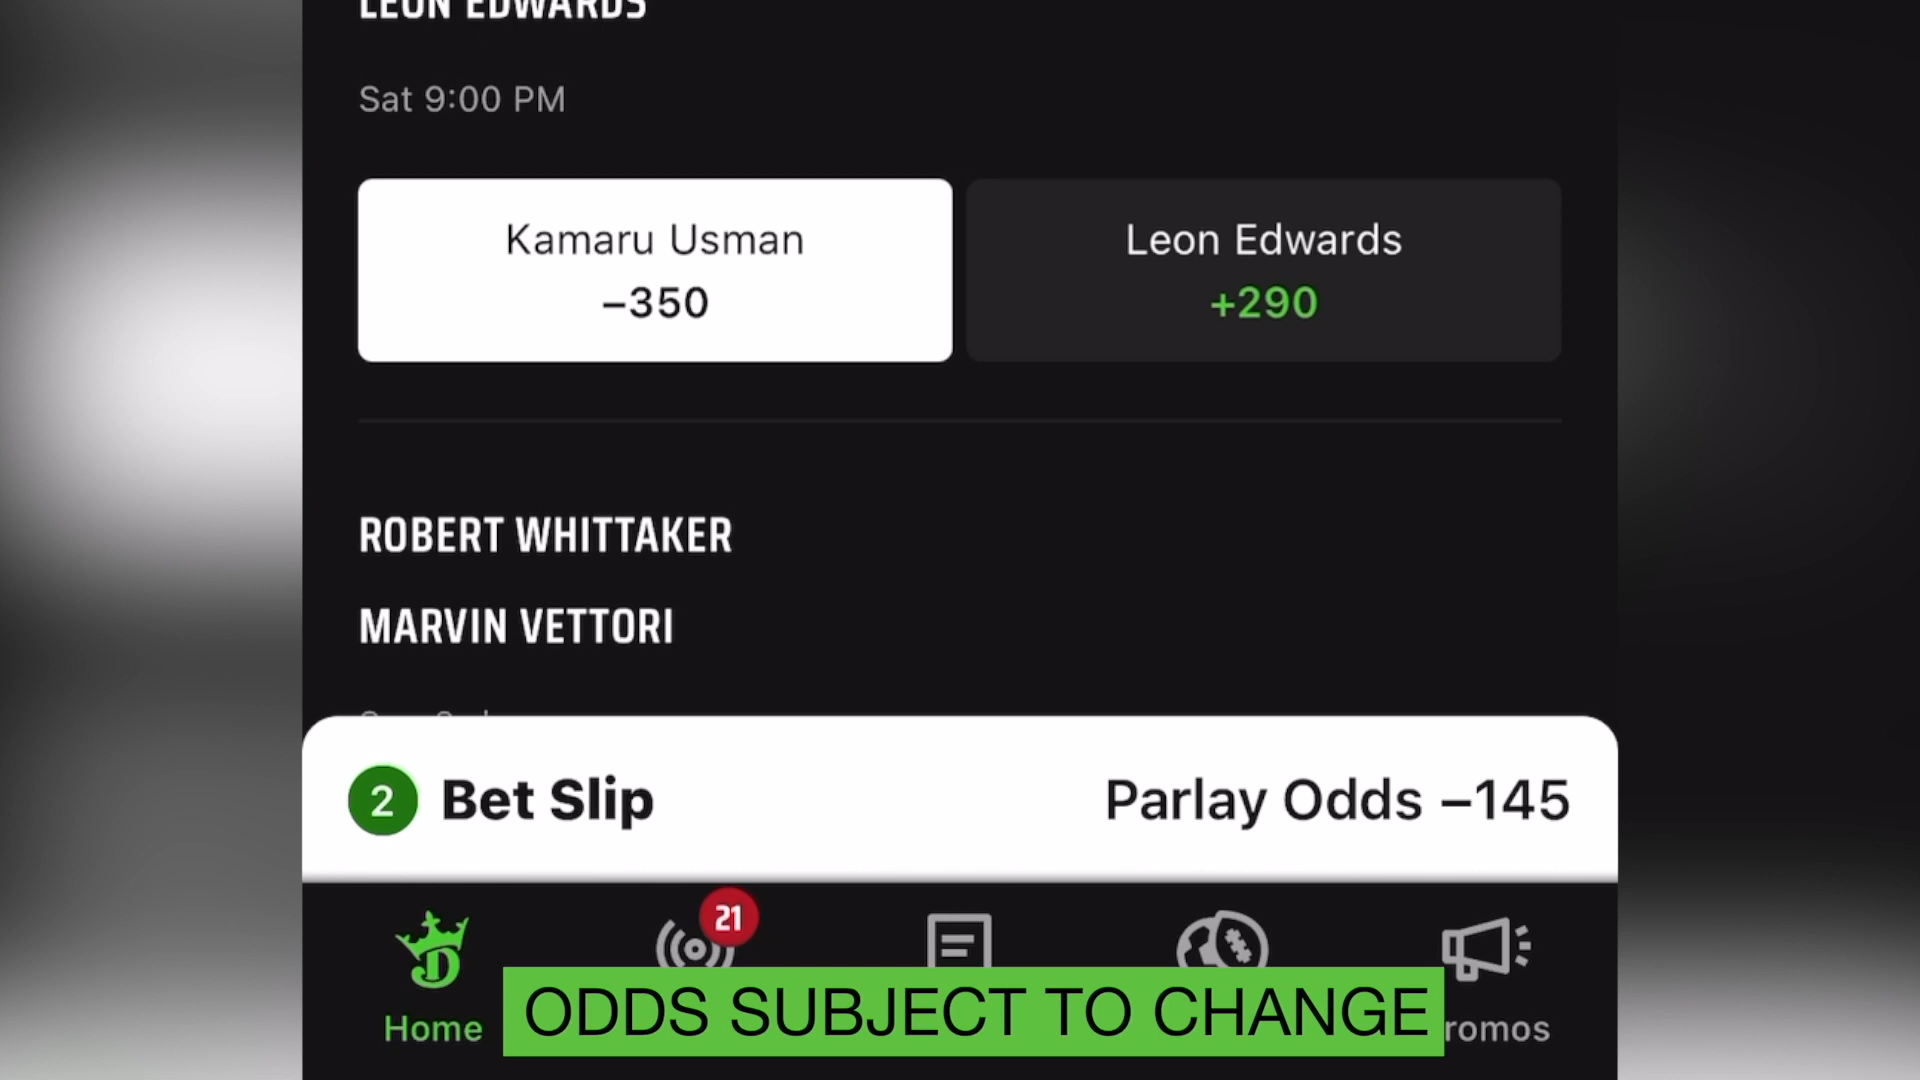 LEON EDWARDS
Sat 9:00 PM
Kamaru Usman
–350
Leon Edwards
+290
ROBERT WHITTAKER
MARVIN VETTORI
2 Bet Slip
Parlay Odds –145
21
Home
romos
ODDS SUBJECT TO CHANGE